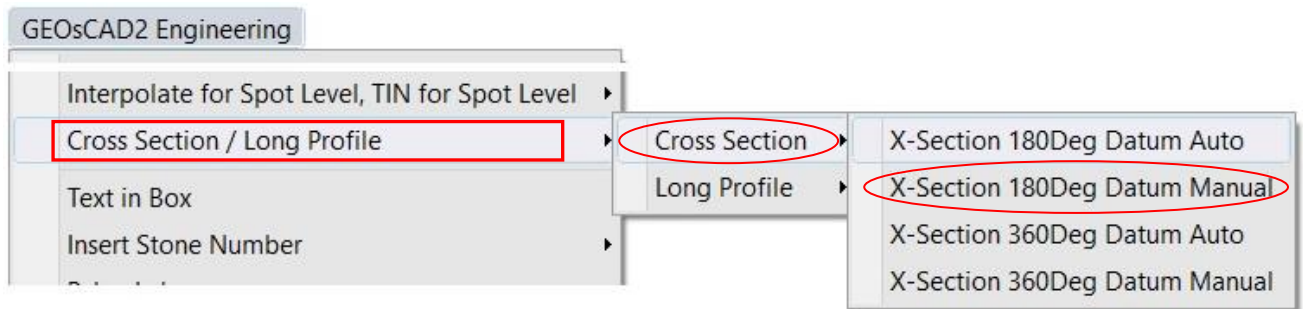 GEOsCAD2 Engineering
Interpolate for Spot Level, TIN for Spot Level
Cross Section / Long Profile
Text in Box
Insert Stone Number
Cross Section
Long Profile
X-Section 180Deg Datum Auto
X-Section 180Deg Datum Manual
X-Section 360Deg Datum Auto
X-Section 360Deg Datum Manual